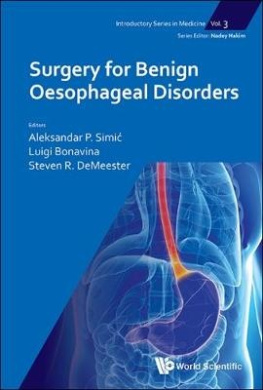 Introductory Series in Medicine Vol. 3
Series Editor: Nadey Hakim
Surgery for Benign
Oesophageal Disorders
Editors
Aleksandar P. Simić
Luigi Bonavina
Steven R. DeMeester
World Scientific